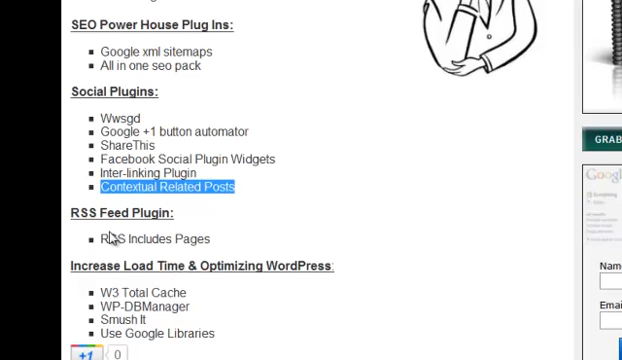 SEO Power House Plug Ins:
Google xml sitemaps
All in one seo pack
Social Plugins:
Wwsgd
Google +1 button automator
ShareThis
Facebook Social Plugin Widgets
Inter-linking Plugin
Contextual Related Posts
RSS Feed Plugin:
RSS Includes Pages
Increase Load Time & Optimizing WordPress:
W3 Total Cache
WP-DBManager
Smush It
Use Google Libraries
+1 0
GRAB
Google
Name
Email